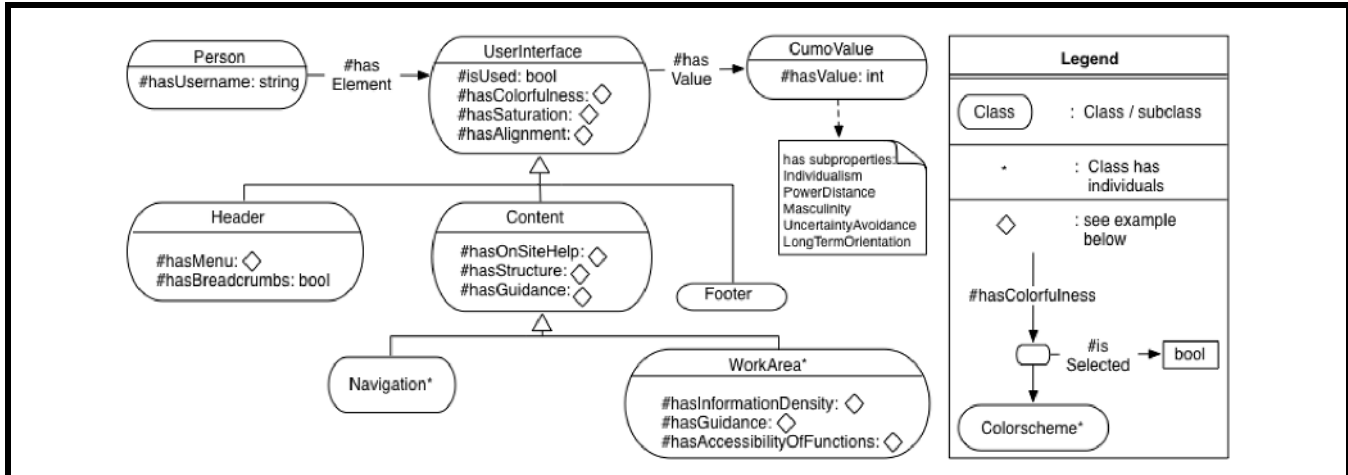 Person
#hasUsername: string
#has
Element
UserInterface
#isUsed: bool
#hasColorfulness:
#hasSaturation:
#hasAlignment:
#has
Value
CumoValue
#hasValue: int
has subproperties:
Individualism
PowerDistance
Masculinity
UncertaintyAvoidance
LongTermOrientation
Header
#hasMenu:
#hasBreadcrumbs: bool
Content
#hasOnSiteHelp:
#hasStructure:
#hasGuidance:
Footer
Navigation*
WorkArea*
#hasInformationDensity:
#hasGuidance:
#hasAccessibilityOfFunctions:
Legend
Class
: Class / subclass
*
: Class has
individuals
: see example
below
#hasColorfulness
#is
Selected
bool
Colorscheme*